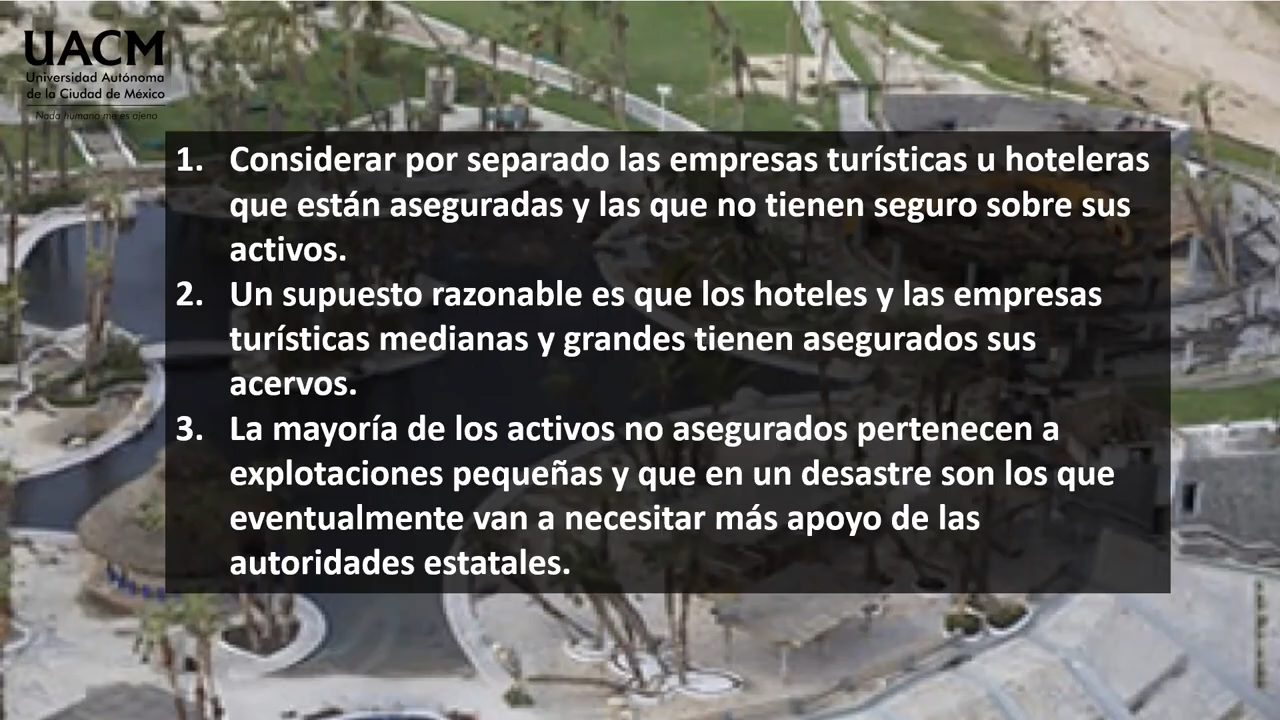 UACM
Universidad Autónoma
de la Ciudad de México
Nada humano me es ajeno
1. Considerar por separado las empresas turísticas u hoteleras
que están aseguradas y las que no tienen seguro sobre sus
activos.
2. Un supuesto razonable es que los hoteles y las empresas
turísticas medianas y grandes tienen asegurados sus
acervos.
3. La mayoría de los activos no asegurados pertenecen a
explotaciones pequeñas y que en un desastre son los que
eventualmente van a necesitar más apoyo de las
autoridades estatales.